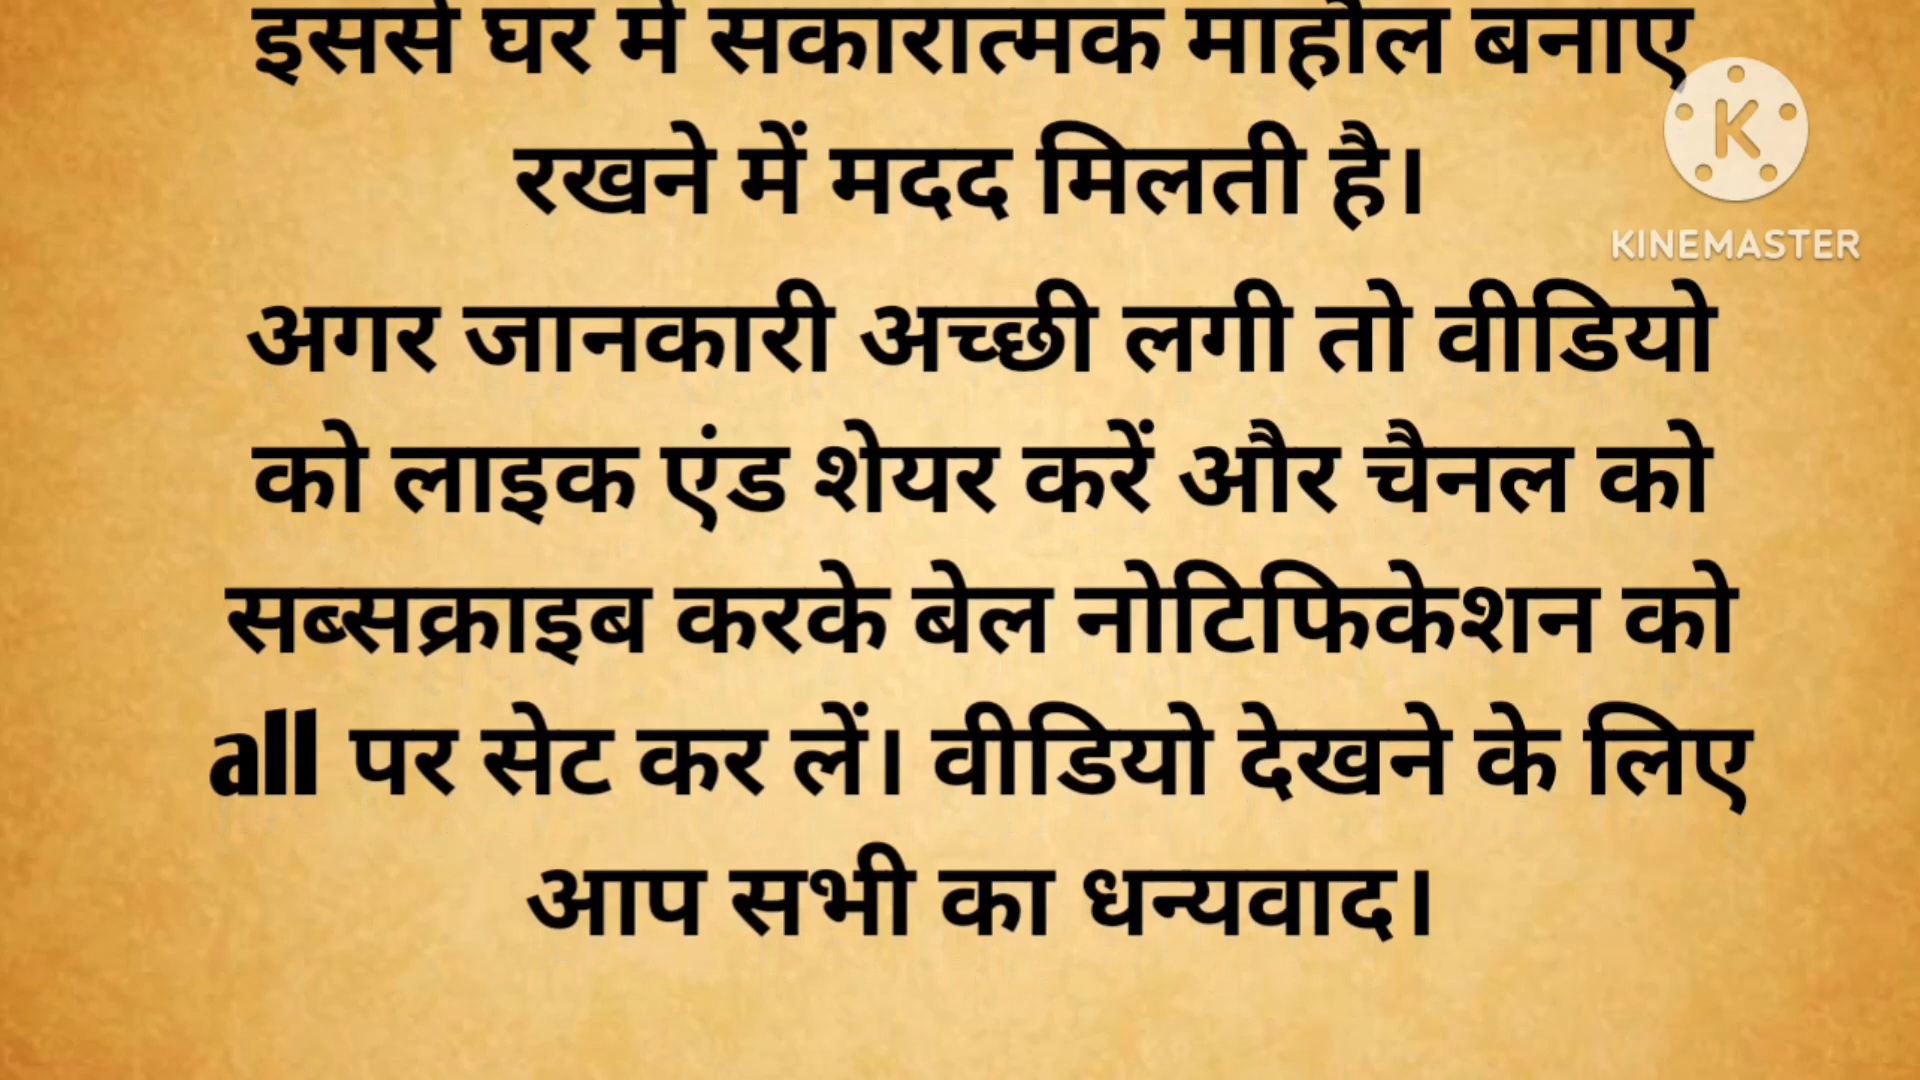 इससे घर में सकारात्मक माहौल बनाए
रखने में मदद मिलती है।
अगर जानकारी अच्छी लगी तो वीडियो
को लाइक एंड शेयर करें और चैनल को
सब्सक्राइब करके बेल नोटिफिकेशन को
all पर सेट कर लें। वीडियो देखने के लिए
आप सभी का धन्यवाद।
K
KINEMASTER